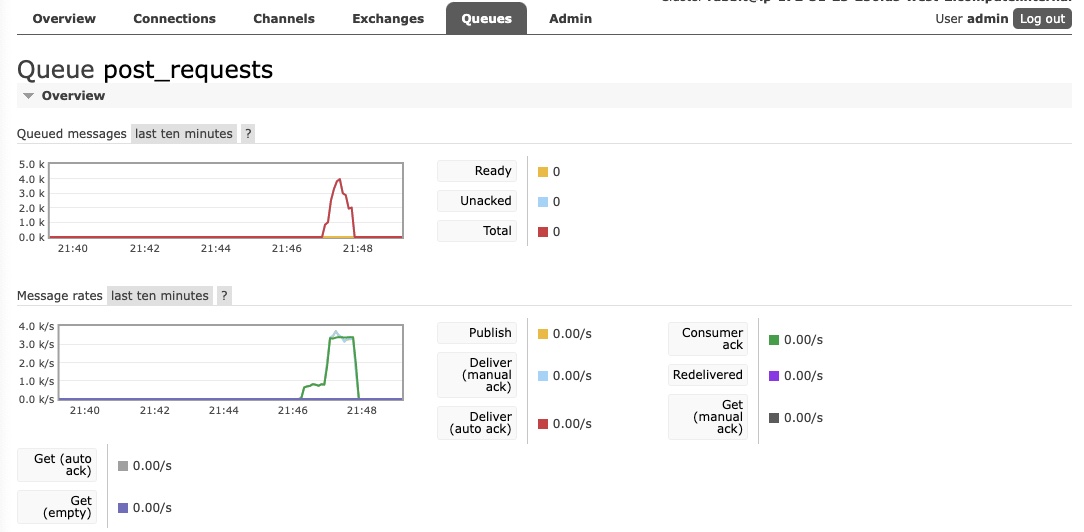 Overview Connections Channels Exchanges Queues Admin
User admin Log out
Queue post_requests
Overview
Queued messages last ten minutes ?
5.0 k
4.0 k
3.0 k
2.0 k
1.0 k
0.0 k
21:40 21:42 21:44 21:46 21:48
Ready 0
Unacked 0
Total 0
Message rates last ten minutes ?
4.0 k/s
3.0 k/s
2.0 k/s
1.0 k/s
0.0 k/s
21:40 21:42 21:44 21:46 21:48
Publish 0.00/s
Deliver
(manual
ack)
0.00/s
Deliver
(auto ack)
0.00/s
Consumer
ack
0.00/s
Redelivered 0.00/s
Get
(manual
ack)
0.00/s
Get (auto
ack)
0.00/s
Get
(empty)
0.00/s